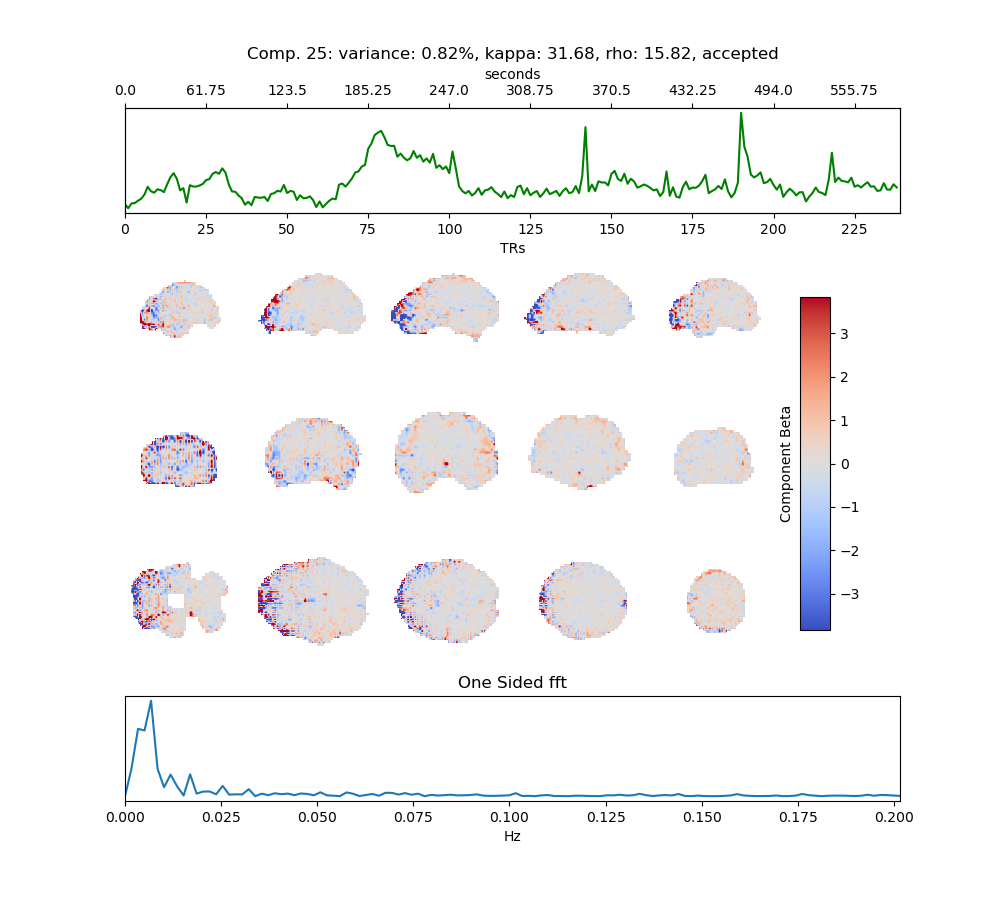 Comp. 25: variance: 0.82%, kappa: 31.68, rho: 15.82, accepted
seconds
0.0 61.75 123.5 185.25 247.0 308.75 370.5 432.25 494.0 555.75
0 25 50 75 100 125 150 175 200 225
TRs
3
2
1
0
−1
−2
−3
Component Beta
One Sided fft
0.000 0.025 0.050 0.075 0.100 0.125 0.150 0.175 0.200
Hz